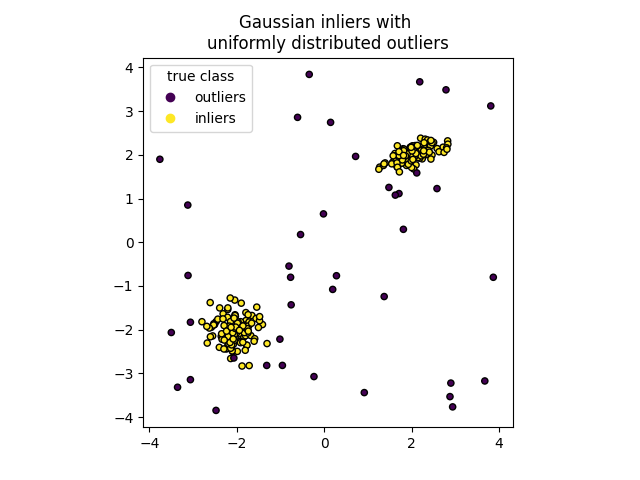 Gaussian inliers with
uniformly distributed outliers
true class
outliers
inliers
4
3
2
1
0
−1
−2
−3
−4
−4
−2
0
2
4